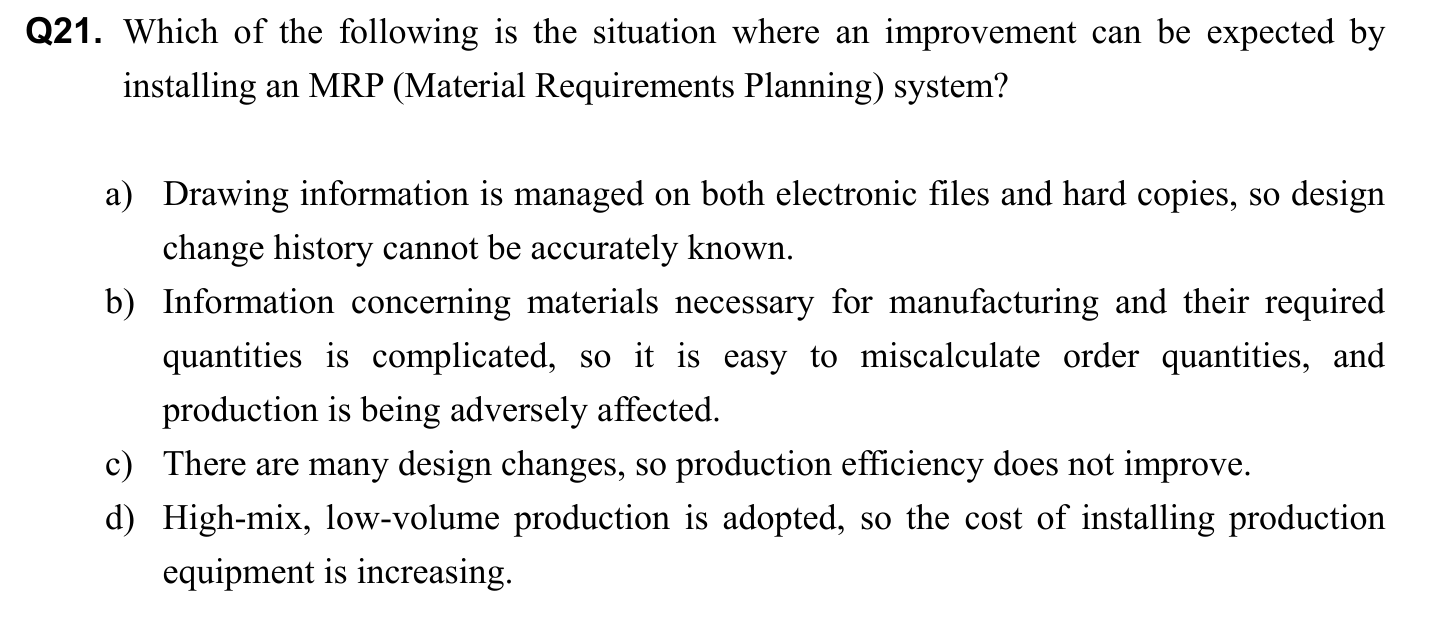 Q21. Which of the following is the situation where an improvement can be expected by
installing an MRP (Material Requirements Planning) system?
a) Drawing information is managed on both electronic files and hard copies, so design
change history cannot be accurately known.
b) Information concerning materials necessary for manufacturing and their required
quantities is complicated, so it is easy to miscalculate order quantities, and
production is being adversely affected.
c) There are many design changes, so production efficiency does not improve.
d) High-mix, low-volume production is adopted, so the cost of installing production
equipment is increasing.